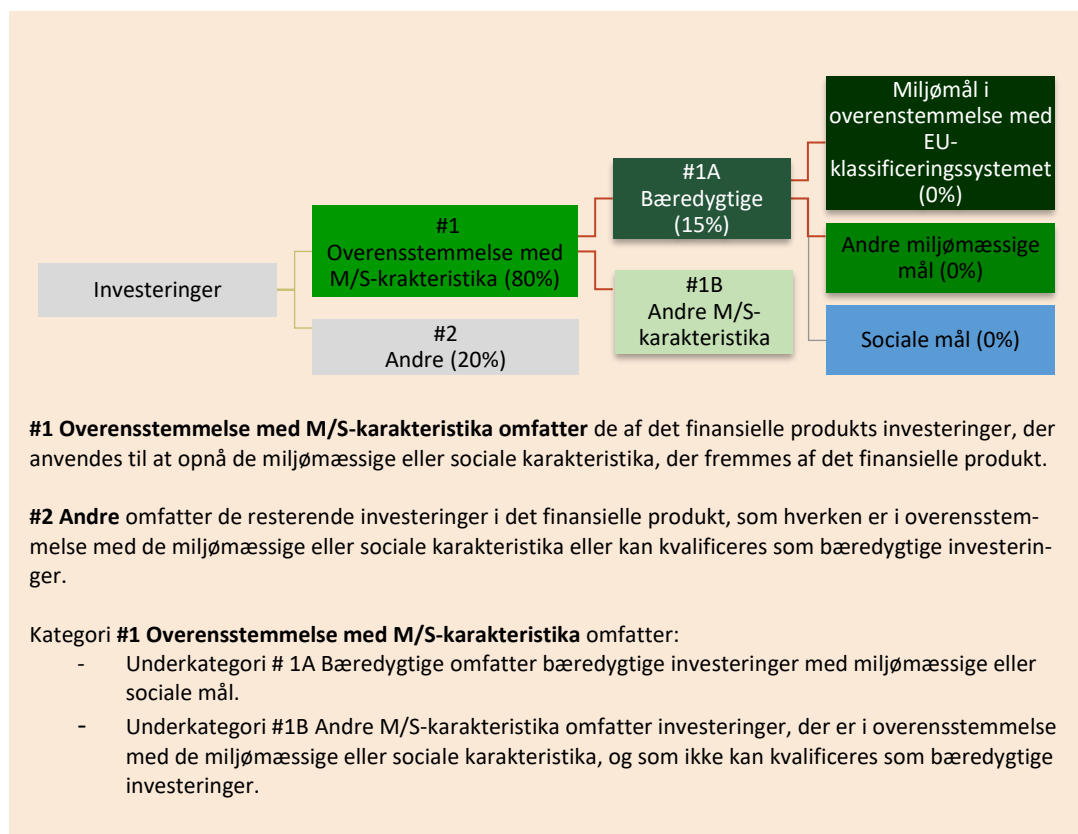 Investeringer
#1
Overensstemmelse med
M/S-krakteristika (80%)
#2
Andre (20%)
#1A
Bæredygtige
(15%)
#1B
Andre M/S-
karakteristika
Miljømål i
overenstemmelse med
EU-
klassificeringssystemet
(0%)
Andre miljømæssige
mål (0%)
Sociale mål (0%)
#1 Overensstemmelse med M/S-karakteristika omfatter de af det finansielle produkts investeringer, der
anvendes til at opnå de miljømæssige eller sociale karakteristika, der fremmes af det finansielle produkt.
#2 Andre omfatter de resterende investeringer i det finansielle produkt, som hverken er i overensstem-
melse med de miljømæssige eller sociale karakteristika eller kan kvalificeres som bæredygtige investerin-
ger.
Kategori #1 Overensstemmelse med M/S-karakteristika omfatter:
- Underkategori # 1A Bæredygtige omfatter bæredygtige investeringer med miljømæssige eller
sociale mål.
- Underkategori #1B Andre M/S-karakteristika omfatter investeringer, der er i overensstemmelse
med de miljømæssige eller sociale karakteristika, og som ikke kan kvalificeres som bæredygtige
investeringer.